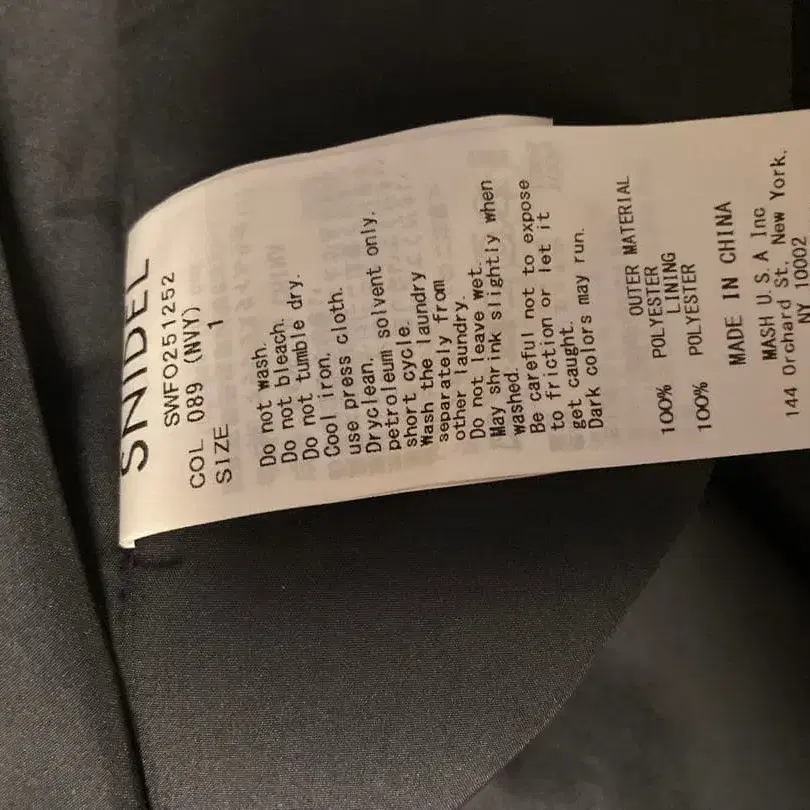 SNIDEL
SWFO251252
COL 089 (NVY)
SIZE 1
Do not wash.
Do not bleach.
Do not tumble dry.
Cool iron.
use press cloth.
Dryclean.
petroleum solvent only.
short cycle.
Wash the laundry
separately from
other laundry.
Do not leave wet.
May shrink slightly when
washed.
Be careful not to expose
to friction or let it
get caught.
Dark colors may run.
OUTER MATERIAL
100% POLYESTER
LINING
100% POLYESTER
MADE IN CHINA
MASH U.S.A Inc
144 Orchard St, New York,
NY 10002